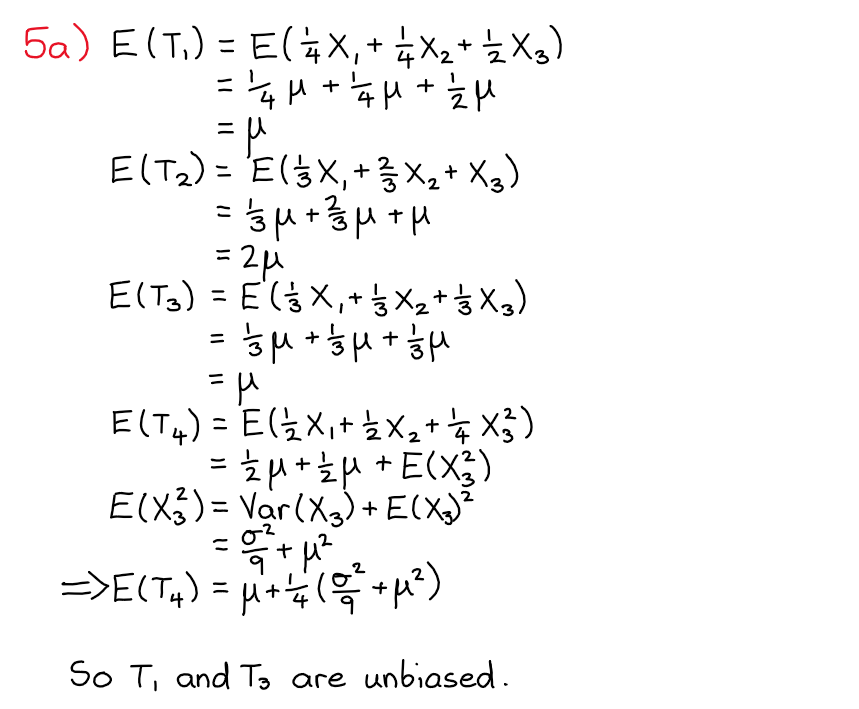 5a) E(T₁) = E(¼X₁ + ¼X₂ + ½X₃)
= ¼μ + ¼μ + ½μ
= μ
E(T₂) = E(⅓X₁ + ⅔X₂ + X₃)
= ⅓μ + ⅔μ + μ
= 2μ
E(T₃) = E(⅓X₁ + ⅓X₂ + ⅓X₃)
= ⅓μ + ⅓μ + ⅓μ
= μ
E(T₄) = E(½X₁ + ½X₂ + ¼X₃²)
= ½μ + ½μ + E(X₃²)
E(X₃²) = Var(X₃) + E(X₃)²
= σ²/9 + μ²
⇒ E(T₄) = μ + ¼(σ²/9 + μ²)
So T₁ and T₃ are unbiased.